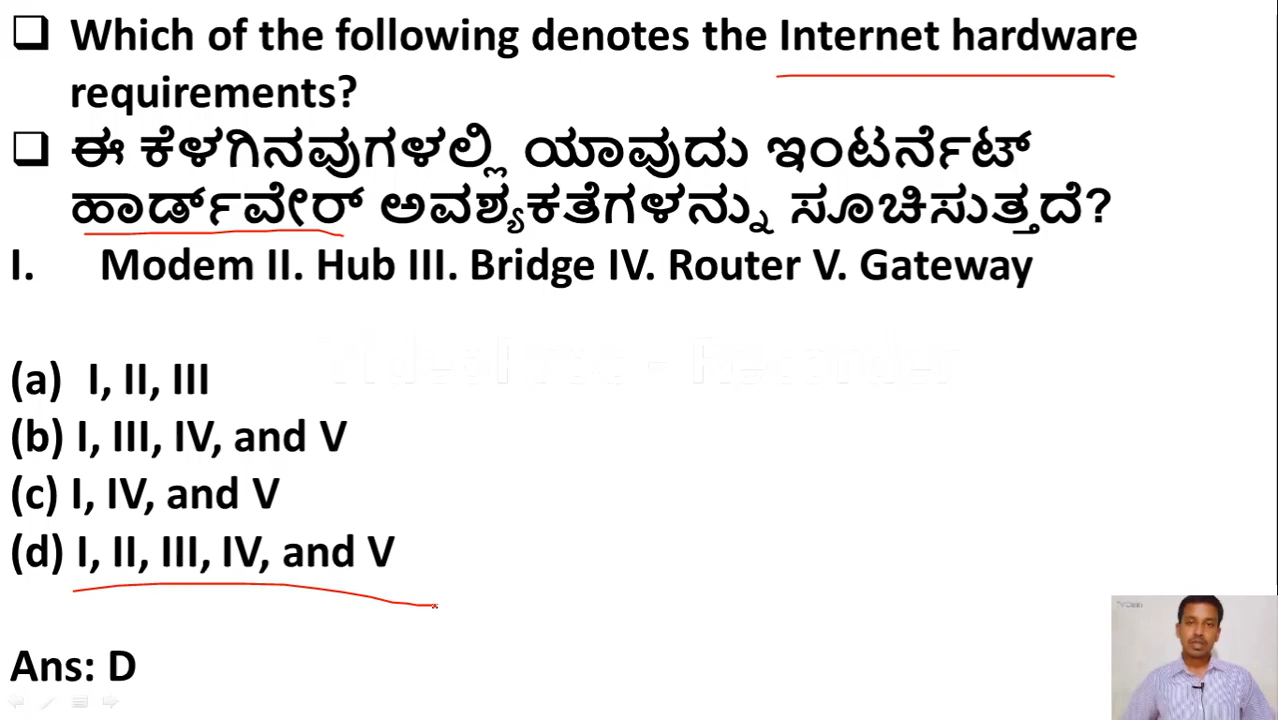 Which of the following denotes the Internet hardware
requirements?
ಈ ಕೆಳಗಿನವುಗಳಲ್ಲಿ ಯಾವುದು ಇಂಟರ್ನೆಟ್
ಹಾರ್ಡ್‌ವೇರ್ ಅವಶ್ಯಕತೆಗಳನ್ನು ಸೂಚಿಸುತ್ತದೆ?
I. Modem II. Hub III. Bridge IV. Router V. Gateway
(a) I, II, III
(b) I, III, IV, and V
(c) I, IV, and V
(d) I, II, III, IV, and V
Ans: D